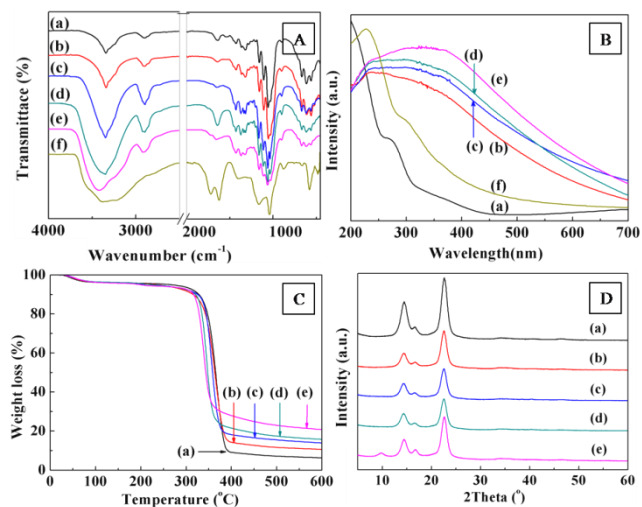 (a)
(b)
(c)
(d)
(e)
(f)
A
Transmittace (%)
4000
3000
2000
1000
Wavenumber (cm⁻¹)
B
(d)
(e)
(c)
(b)
(f)
(a)
Intensity (a.u.)
200
300
400
500
600
700
Wavelength(nm)
C
100
80
60
40
20
0
Weight loss (%)
(b)
(c)
(d)
(e)
(a)
0
100
200
300
400
500
600
Temperature (°C)
D
(a)
(b)
(c)
(d)
(e)
Intensity (a.u.)
10
20
30
40
50
60
2Theta (°)